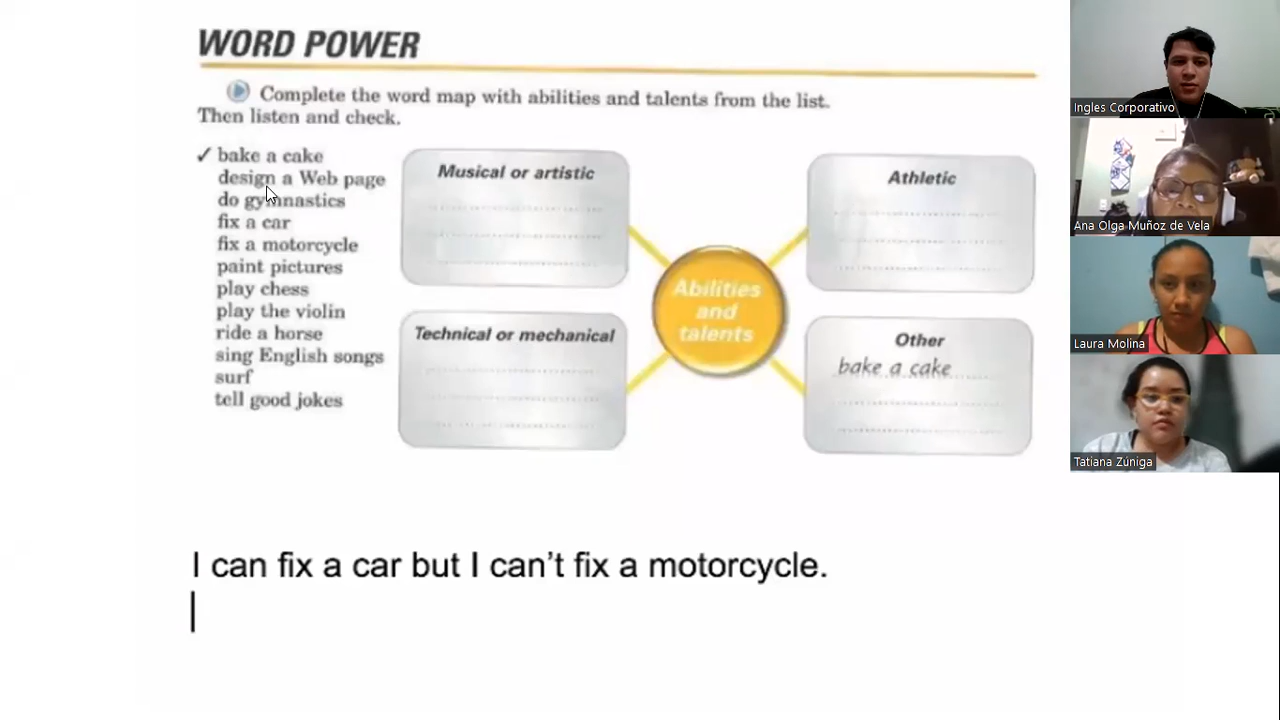 WORD POWER
Complete the word map with abilities and talents from the list.
Then listen and check.
✓ bake a cake
design a Web page
do gymnastics
fix a car
fix a motorcycle
paint pictures
play chess
play the violin
ride a horse
sing English songs
surf
tell good jokes
Musical or artistic
Athletic
Abilities
and
talents
Technical or mechanical
Other
bake a cake
I can fix a car but I can’t fix a motorcycle.
Ingles Corporativo
Ana Olga Muñoz de Vela
Laura Molina
Tatiana Zúniga